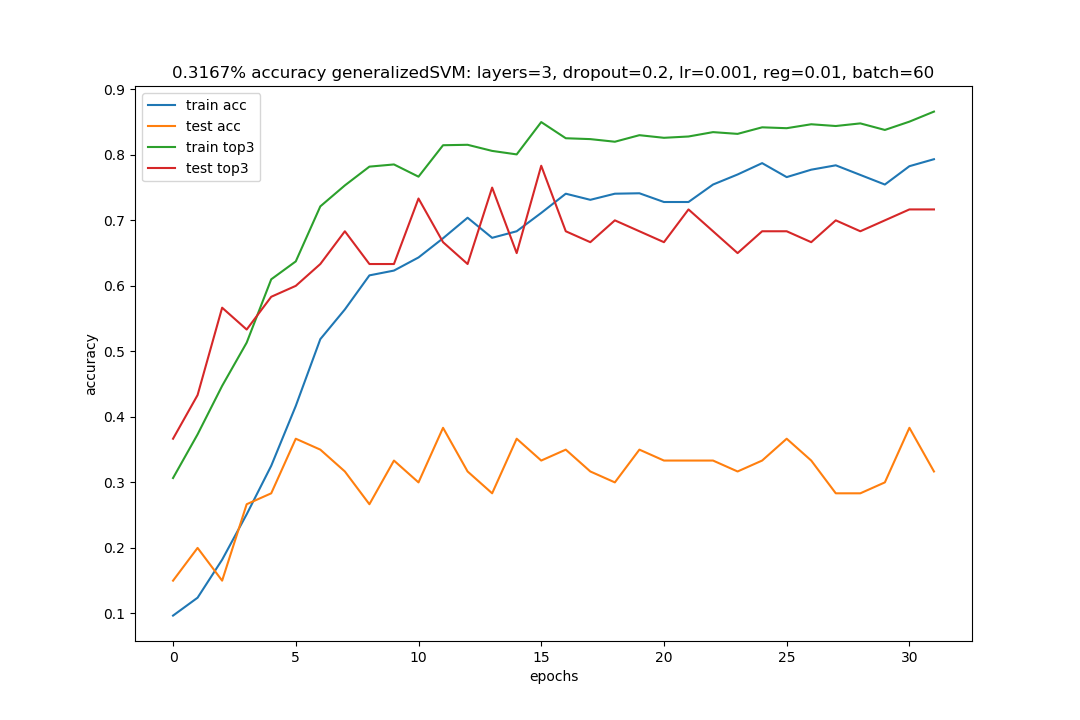 0.3167% accuracy generalizedSVM: layers=3, dropout=0.2, lr=0.001, reg=0.01, batch=60
train acc
test acc
train top3
test top3
accuracy
0.9
0.8
0.7
0.6
0.5
0.4
0.3
0.2
0.1
0 5 10 15 20 25 30
epochs